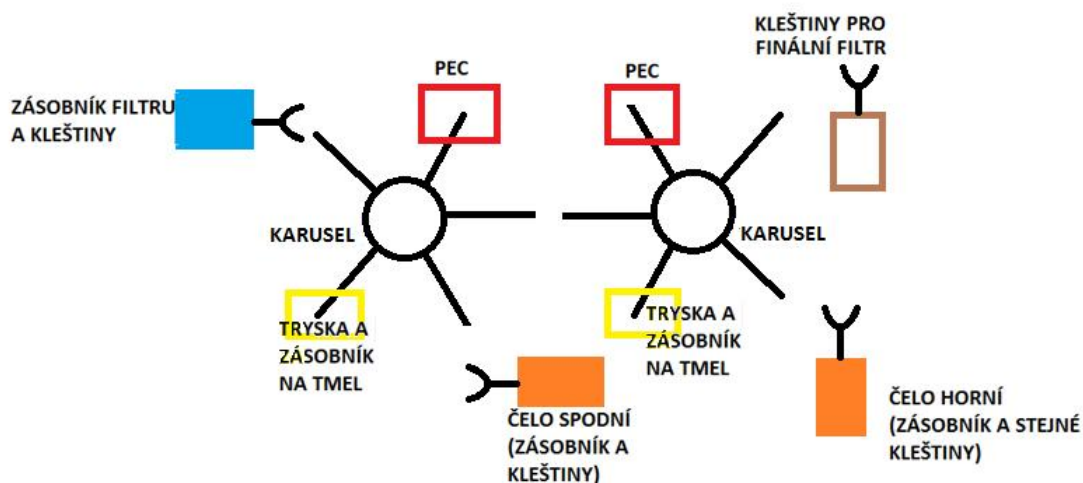 KLEŠTINY PRO
FINÁLNÍ FILTR
PEC
PEC
ZÁSOBNÍK FILTRU
A KLEŠTINY
KARUSEL
KARUSEL
TRYSKA A
ZÁSOBNÍK
NA TMEL
TRYSKA A
ZÁSOBNÍK
NA TMEL
ČELO SPODNÍ
(ZÁSOBNÍK A
KLEŠTINY)
ČELO HORNÍ
(ZÁSOBNÍK A STEJNÉ
KLEŠTINY)